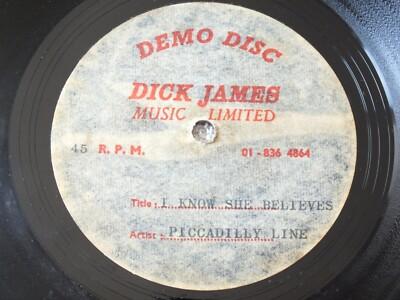 DEMO DISC
DICK JAMES
MUSIC LIMITED
45 R. P. M. 01 - 836 4864
Title: I KNOW SHE BELIEVES
Artist: PICCADILLY LINE